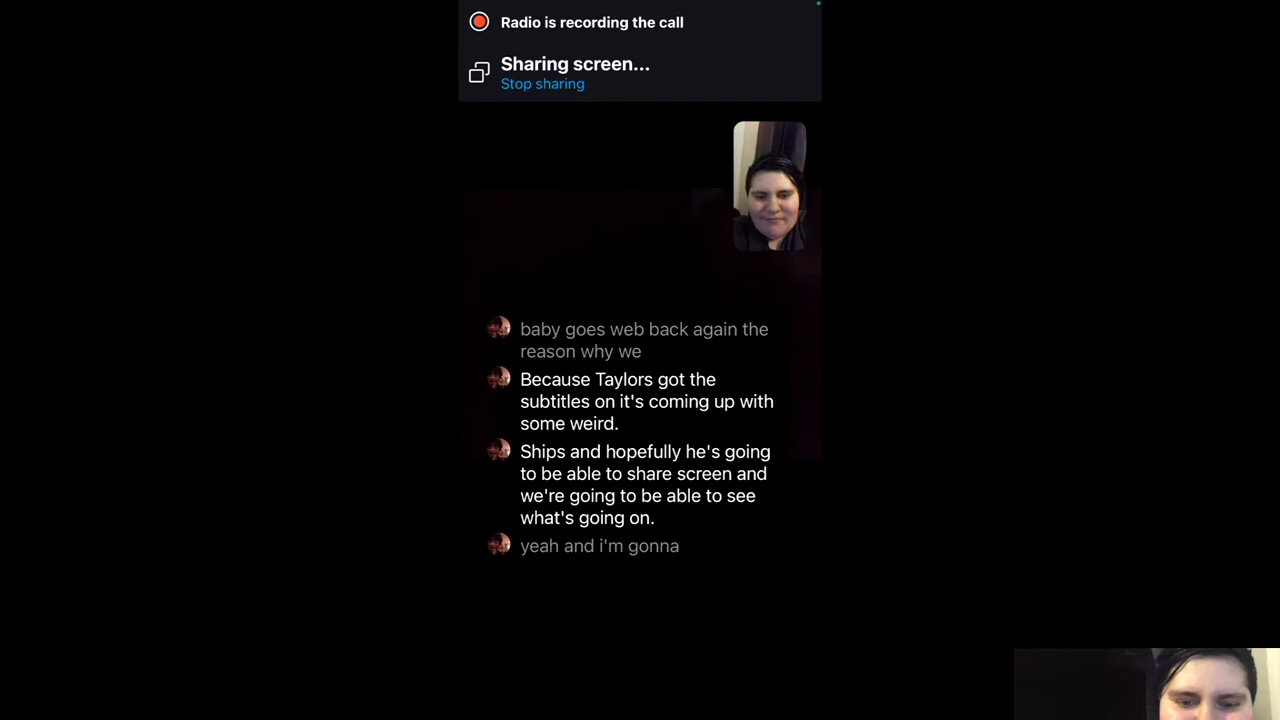 Radio is recording the call
Sharing screen...
Stop sharing
baby goes web back again the
reason why we
Because Taylors got the
subtitles on it's coming up with
some weird.
Ships and hopefully he's going
to be able to share screen and
we're going to be able to see
what's going on.
yeah and i'm gonna